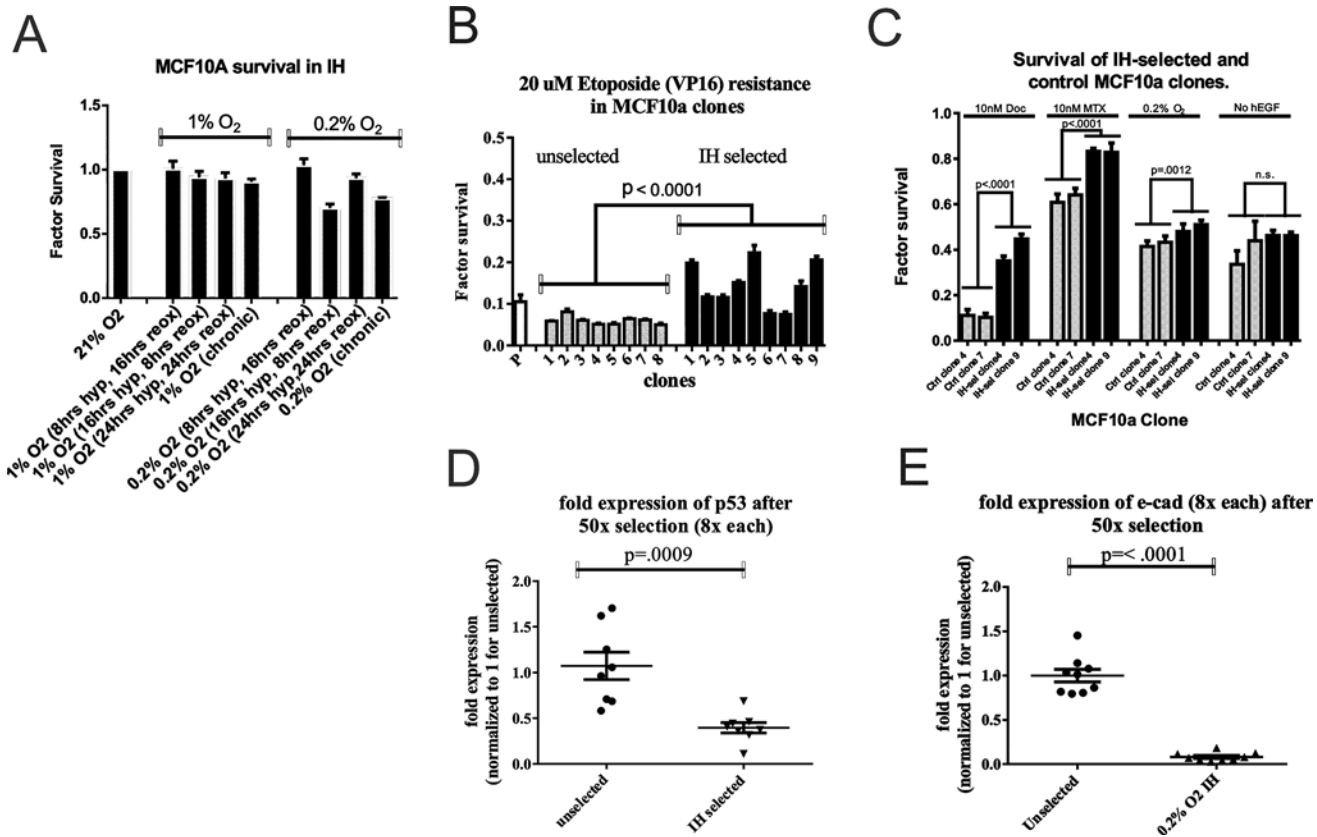 A
MCF10A survival in IH
1% O2
0.2% O2
Factor Survival
1.5
1.0
0.5
0.0
21% O2
1% O2 (8hrs hyp, 16hrs reox)
1% O2 (16hrs hyp, 8hrs reox)
1% O2 (24hrs hyp, 24hrs reox)
1% O2 (chronic)
0.2% O2 (8hrs hyp, 16hrs reox)
0.2% O2 (16hrs hyp, 8hrs reox)
0.2% O2 (24hrs hyp,24hrs reox)
0.2% O2 (chronic)
B
20 uM Etoposide (VP16) resistance
in MCF10a clones
unselected
IH selected
p < 0.0001
Factor survival
0.5
0.4
0.3
0.2
0.1
0.0
P 1 2 3 4 5 6 7 8 1 2 3 4 5 6 7 8 9
clones
C
Survival of IH-selected and
control MCF10a clones.
10nM Doc 10nM MTX 0.2% O2 No hEGF
p<.0001
p<.0001
p=.0012
n.s.
Factor survival
1.0
0.8
0.6
0.4
0.2
0.0
Ctrl clone 4
Ctrl clone 7
IH-sel clone4
IH-sel clone 9
Ctrl clone 4
Ctrl clone 7
IH-sel clone4
IH-sel clone 9
Ctrl clone 4
Ctrl clone 7
IH-sel clone4
IH-sel clone 9
Ctrl clone 4
Ctrl clone 7
IH-sel clone4
IH-sel clone 9
MCF10a Clone
D
fold expression of p53 after
50x selection (8x each)
p=.0009
fold expression
(normalized to 1 for unslected)
2.0
1.5
1.0
0.5
0.0
unselected
IH selected
E
fold expression of e-cad (8x each) after
50x selection
p=< .0001
fold expression
(normalized to 1 for unselected)
2.0
1.5
1.0
0.5
0.0
Unselected
0.2% O2 IH